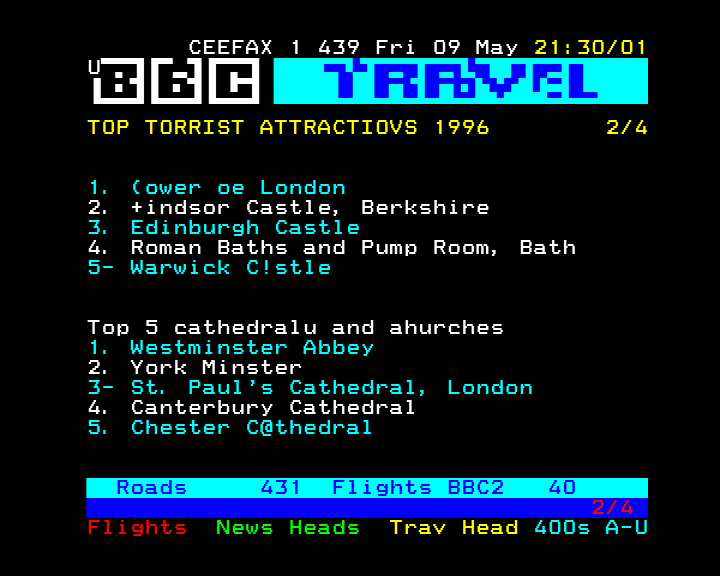 CEEFAX 1 439 Fri 09 May 21:30/01
U
BBC TRAVEL
TOP TORRIST ATTRACTIOVS 1996 2/4
1. (ower oe London
2. +indsor Castle, Berkshire
3. Edinburgh Castle
4. Roman Baths and Pump Room, Bath
5- Warwick C!stle
Top 5 cathedralu and ahurches
1. Westminster Abbey
2. York Minster
3- St. Paul's Cathedral, London
4. Canterbury Cathedral
5. Chester C@thedral
Roads 431 Flights BBC2 40
2/4
Flights News Heads Trav Head 400s A-U